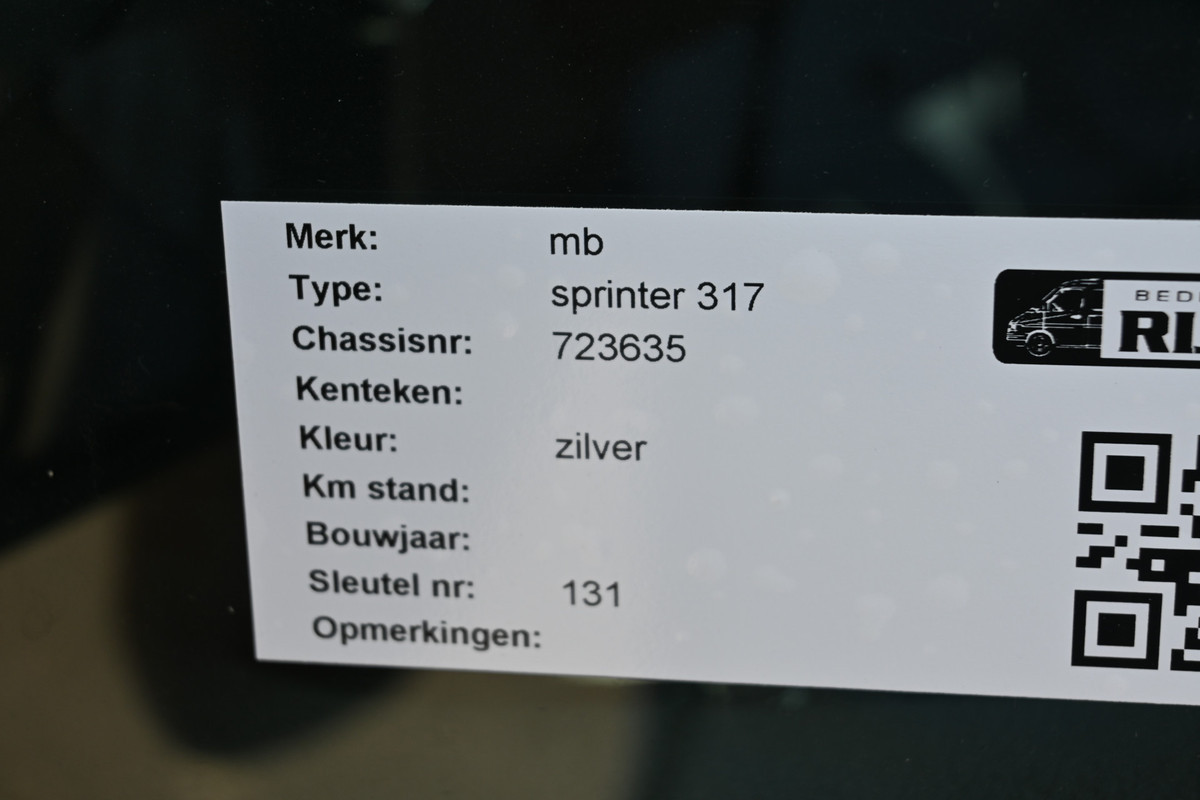 Merk: mb
Type: sprinter 317
Chassisnr: 723635
Kenteken:
Kleur: zilver
Km stand:
Bouwjaar:
Sleutel nr: 131
Opmerkingen: